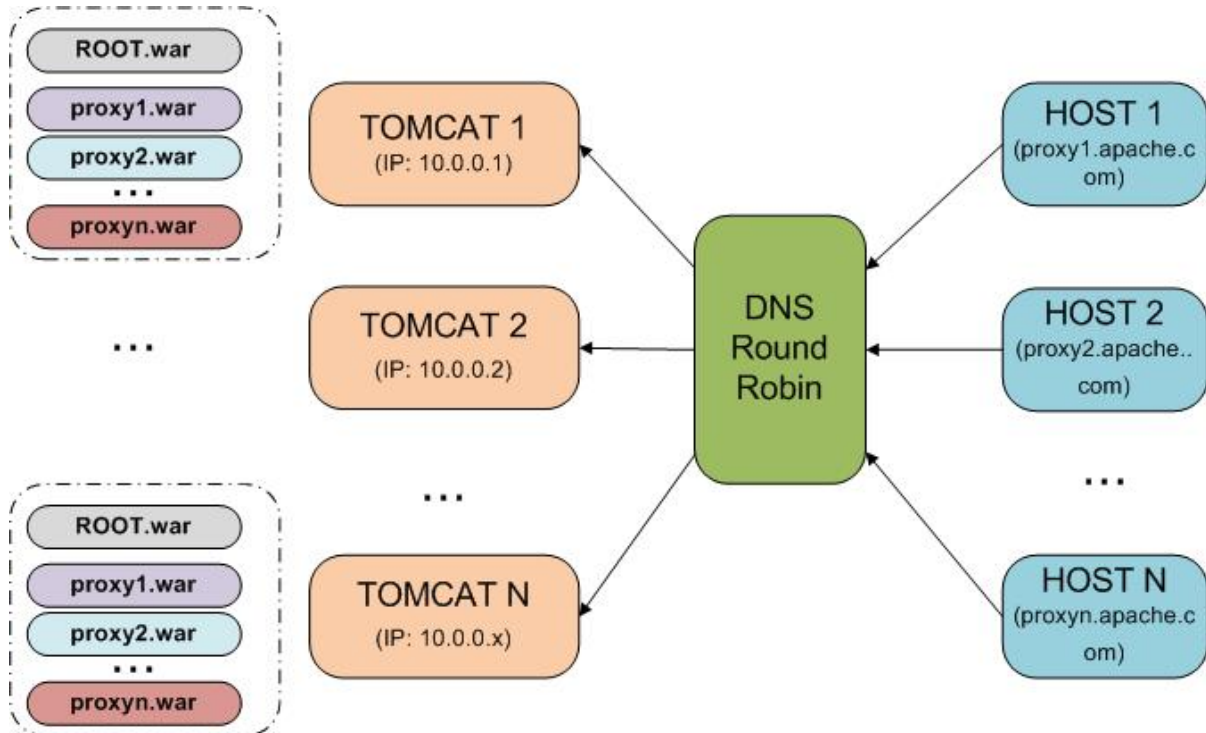 ROOT.war
proxy1.war
proxy2.war
...
proxyn.war
...
ROOT.war
proxy1.war
proxy2.war
...
proxyn.war
TOMCAT 1
(IP: 10.0.0.1)
TOMCAT 2
(IP: 10.0.0.2)
...
TOMCAT N
(IP: 10.0.0.x)
DNS
Round
Robin
HOST 1
(proxy1.apache.c
om)
HOST 2
(proxy2.apache..
com)
...
HOST N
(proxyn.apache.c
om)